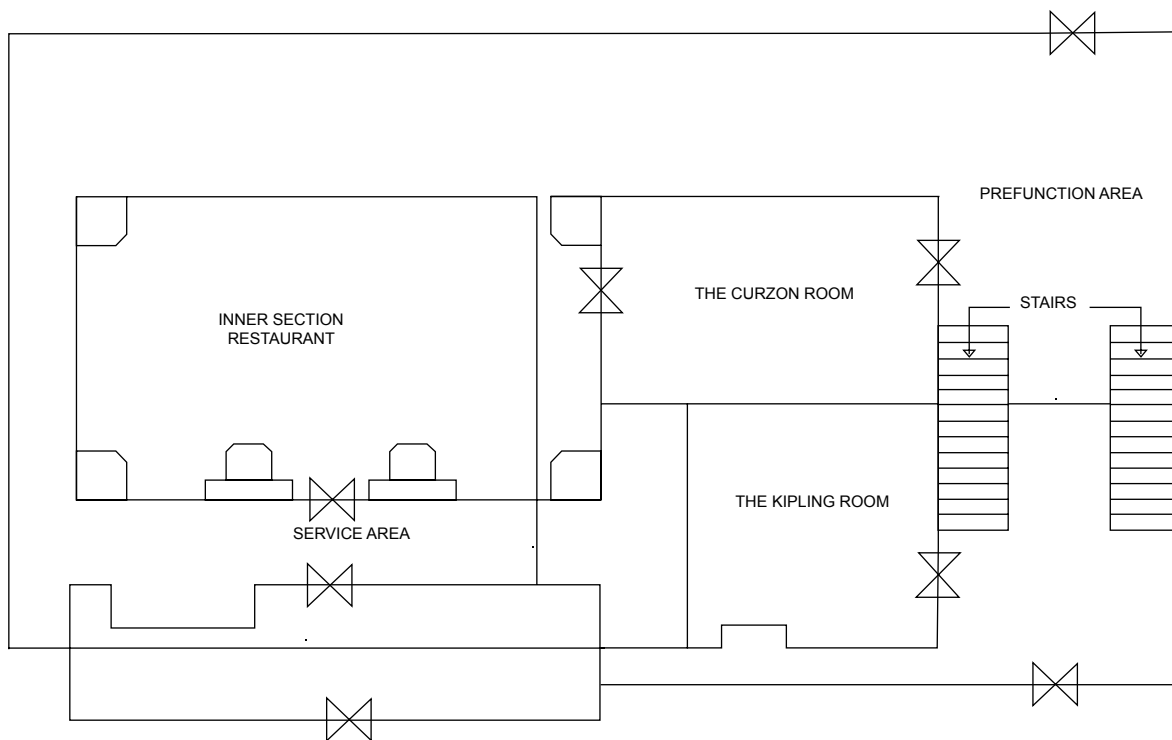 PREFUNCTION AREA
THE CURZON ROOM
STAIRS
INNER SECTION
RESTAURANT
THE KIPLING ROOM
SERVICE AREA